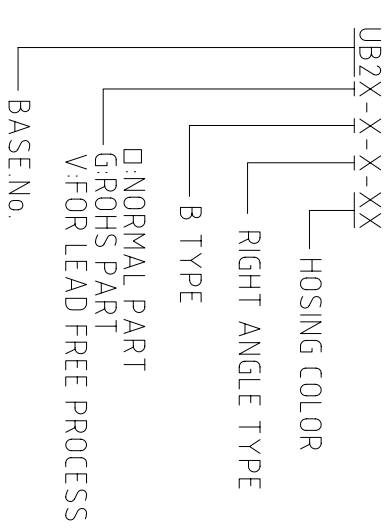 UB2X-X-X-XX
HOSING COLOR
RIGHT ANGLE TYPE
B TYPE
□:NORMAL PART
G:ROHS PART
V:FOR LEAD FREE PROCESS
BASE.No.